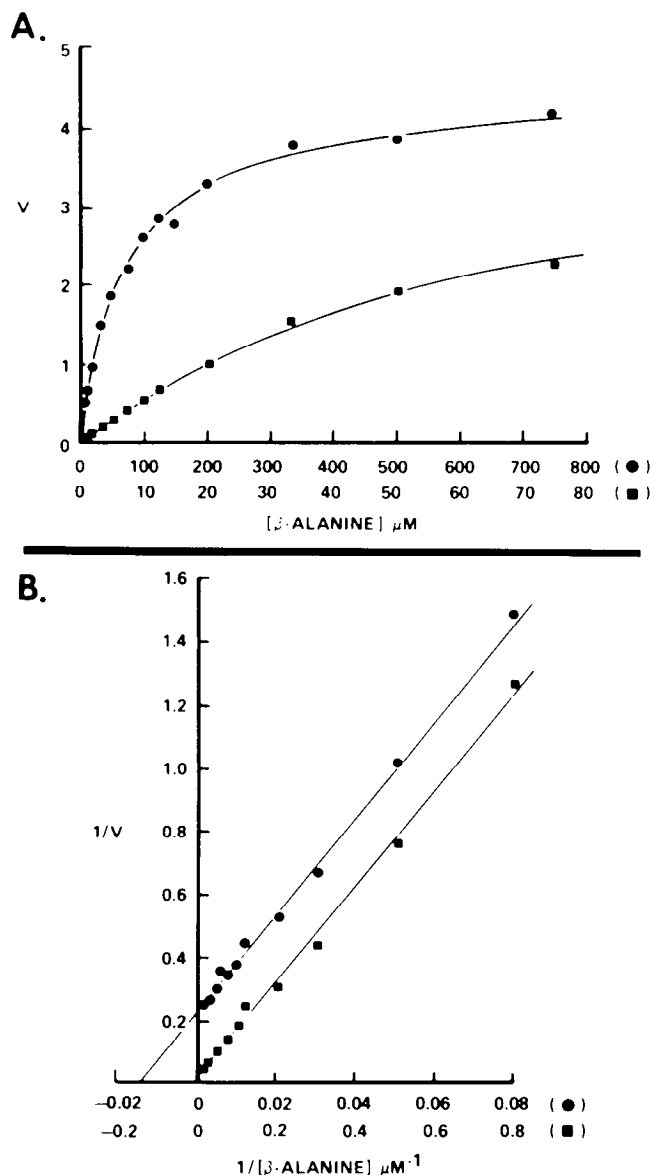 A.
5
4
3
V
2
1
0
0 100 200 300 400 500 600 700 800 (●)
0 10 20 30 40 50 60 70 80 (■)
[β-ALANINE] μM
B.
1.6
1.4
1.2
1.0
1/V 0.8
0.6
0.4
0.2
−0.02 0 0.02 0.04 0.06 0.08 (●)
−0.2 0 0.2 0.4 0.6 0.8 (■)
1/[β-ALANINE] μM⁻¹